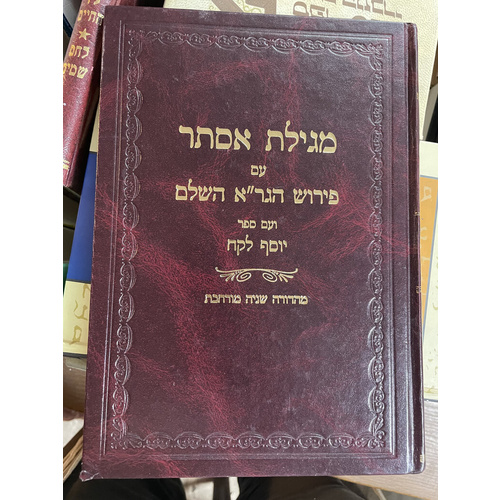 מגילת אסתר
עם
פירוש הגר"א השלם
ועם ספר
יוסף לקח
מהדורה שניה מורחבת